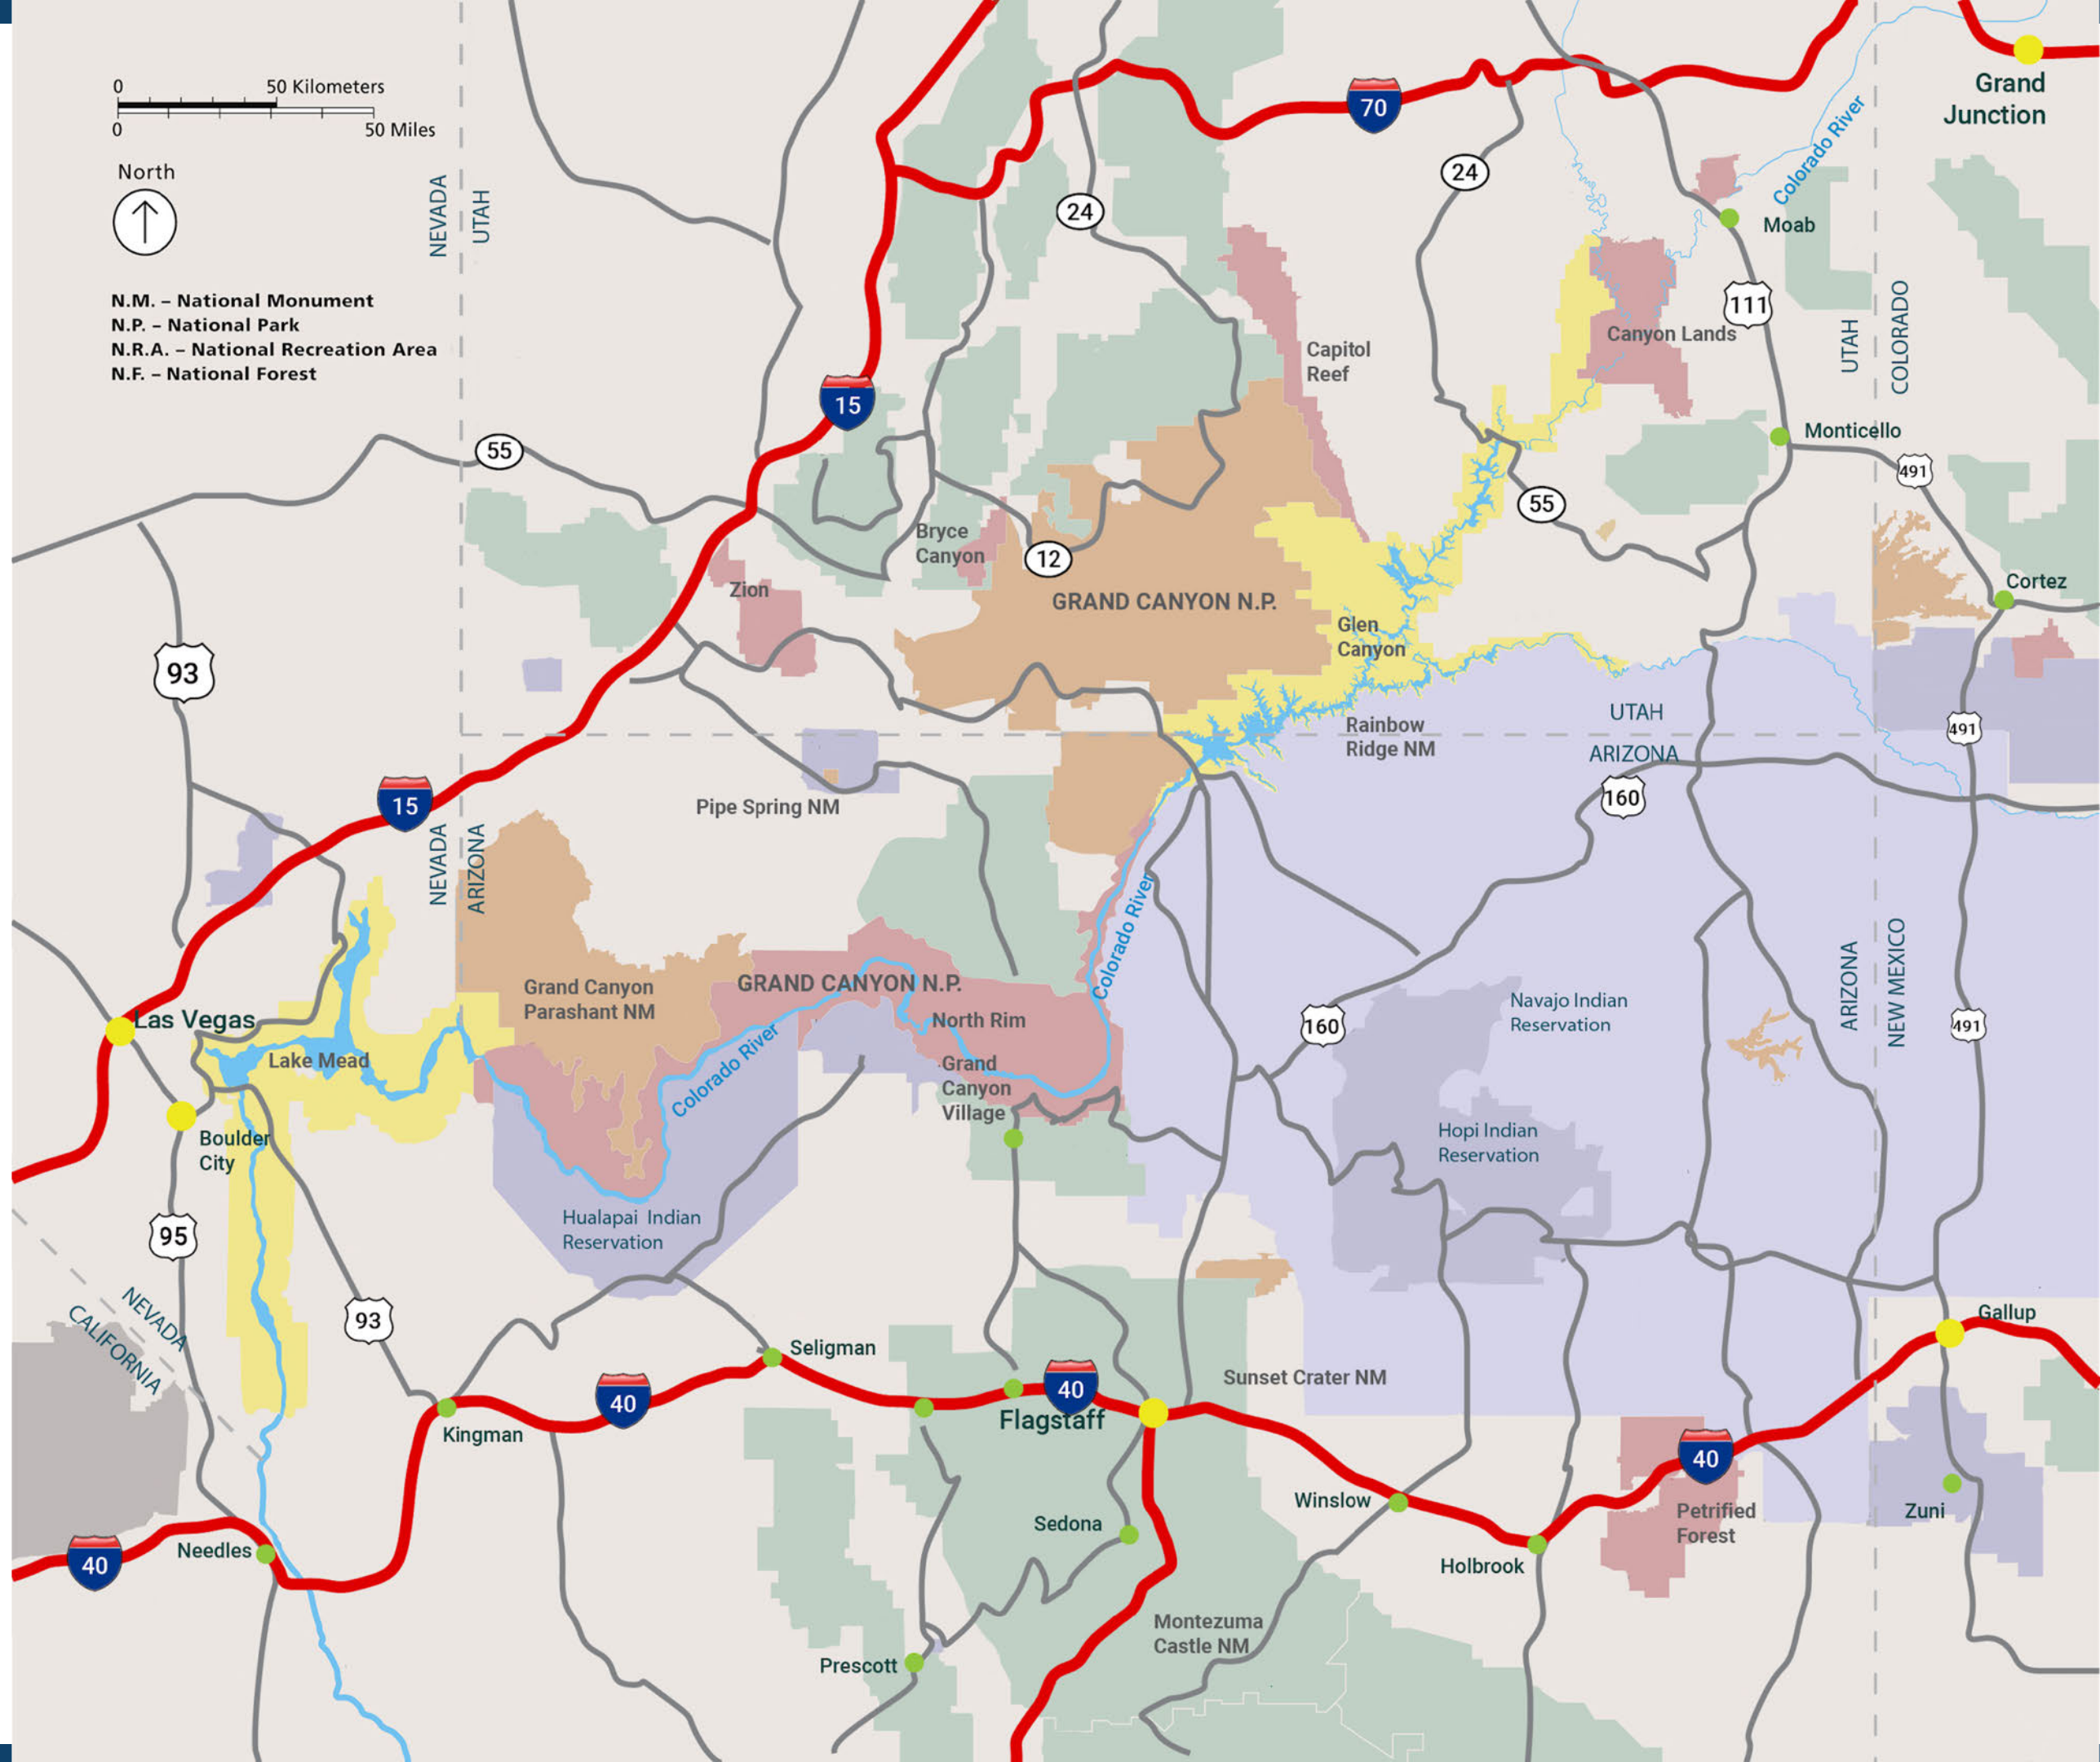 0 50 Kilometers
0 50 Miles
North
N.M. – National Monument
N.P. – National Park
N.R.A. – National Recreation Area
N.F. – National Forest
NEVADA
UTAH
70
Grand
Junction
Colorado River
24
24
Moab
111
Canyon Lands
UTAH
COLORADO
Capitol
Reef
15
55
Monticello
491
55
Bryce
Canyon
12
Zion
GRAND CANYON N.P.
Glen
Canyon
Cortez
93
Rainbow
Ridge NM
UTAH
ARIZONA
491
160
15
Pipe Spring NM
NEVADA
ARIZONA
Colorado River
Grand Canyon
Parashant NM
GRAND CANYON N.P.
North Rim
Grand
Canyon
Village
Colorado River
Las Vegas
Lake Mead
Boulder
City
160
Navajo Indian
Reservation
Hopi Indian
Reservation
ARIZONA
NEW MEXICO
491
Hualapai Indian
Reservation
95
NEVADA
CALIFORNIA
93
Seligman
40
Kingman
40
Flagstaff
Sunset Crater NM
Gallup
40
Petrified
Forest
Winslow
Holbrook
Zuni
Sedona
Needles
40
Montezuma
Castle NM
Prescott